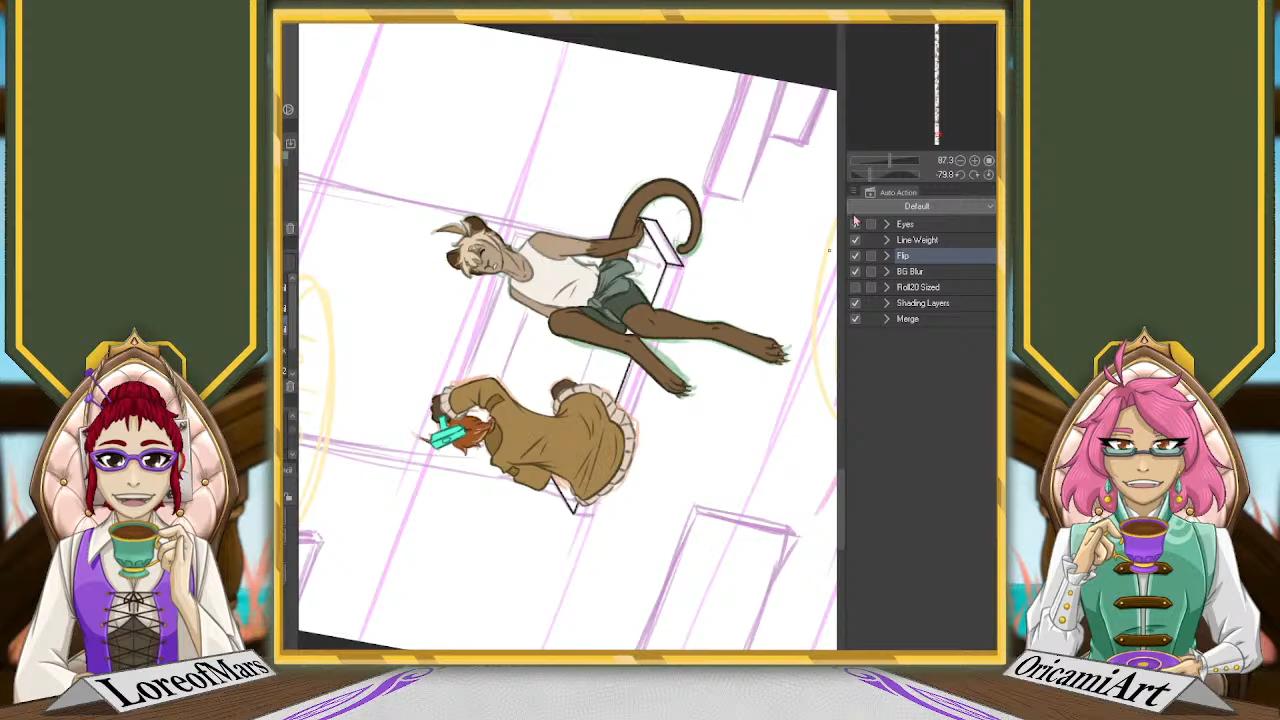 87.3
-79.8
Auto Action
Default
Eyes
Line Weight
Flip
BG Blur
Roll20 Sized
Shading Layers
Merge
LoreofMars
OricamiArt